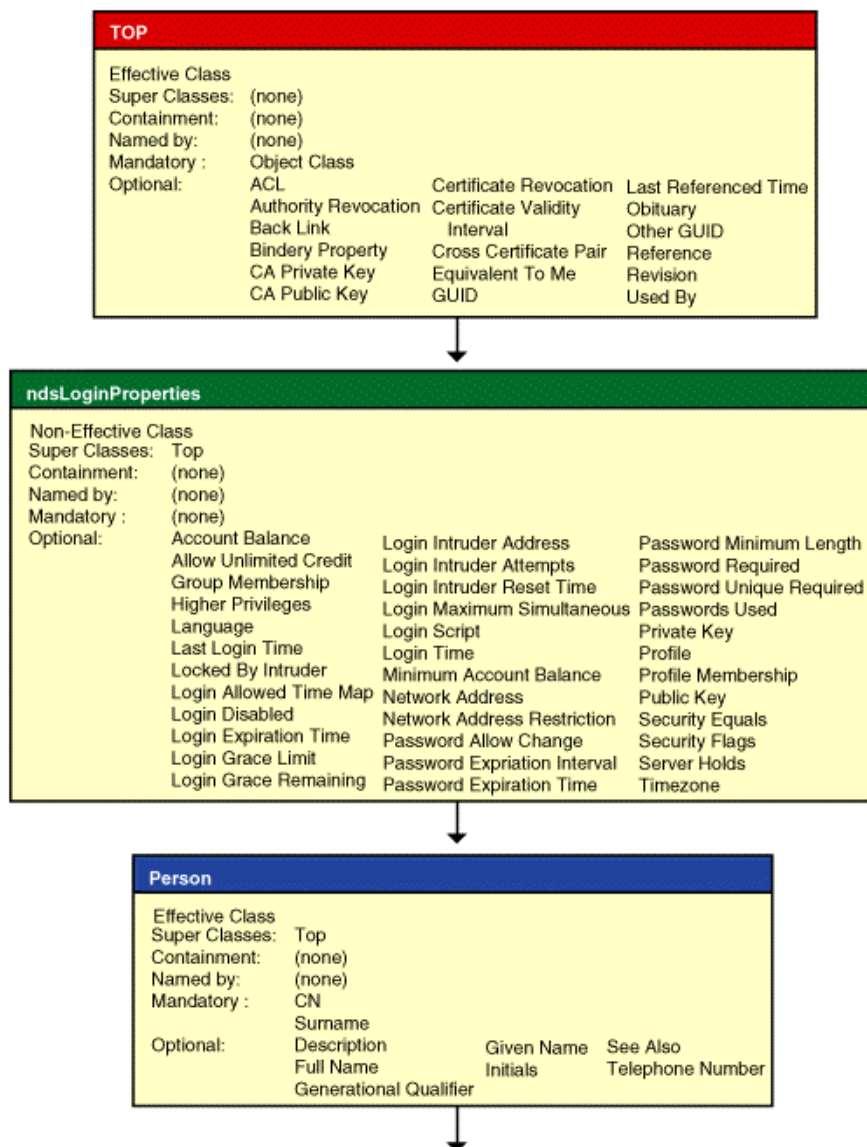 TOP
Effective Class
Super Classes: (none)
Containment: (none)
Named by: (none)
Mandatory : Object Class
Optional: ACL Certificate Revocation Last Referenced Time
Authority Revocation Certificate Validity Obituary
Back Link Interval Other GUID
Bindery Property Cross Certificate Pair Reference
CA Private Key Equivalent To Me Revision
CA Public Key GUID Used By
ndsLoginProperties
Non-Effective Class
Super Classes: Top
Containment: (none)
Named by: (none)
Mandatory : (none)
Optional: Account Balance Login Intruder Address Password Minimum Length
Allow Unlimited Credit Login Intruder Attempts Password Required
Group Membership Login Intruder Reset Time Password Unique Required
Higher Privileges Login Maximum Simultaneous Passwords Used
Language Login Script Private Key
Last Login Time Login Time Profile
Locked By Intruder Minimum Account Balance Profile Membership
Login Allowed Time Map Network Address Public Key
Login Disabled Network Address Restriction Security Equals
Login Expiration Time Password Allow Change Security Flags
Login Grace Limit Password Expriation Interval Server Holds
Login Grace Remaining Password Expiration Time Timezone
Person
Effective Class
Super Classes: Top
Containment: (none)
Named by: (none)
Mandatory : CN
Surname
Optional: Description Given Name See Also
Full Name Initials Telephone Number
Generational Qualifier